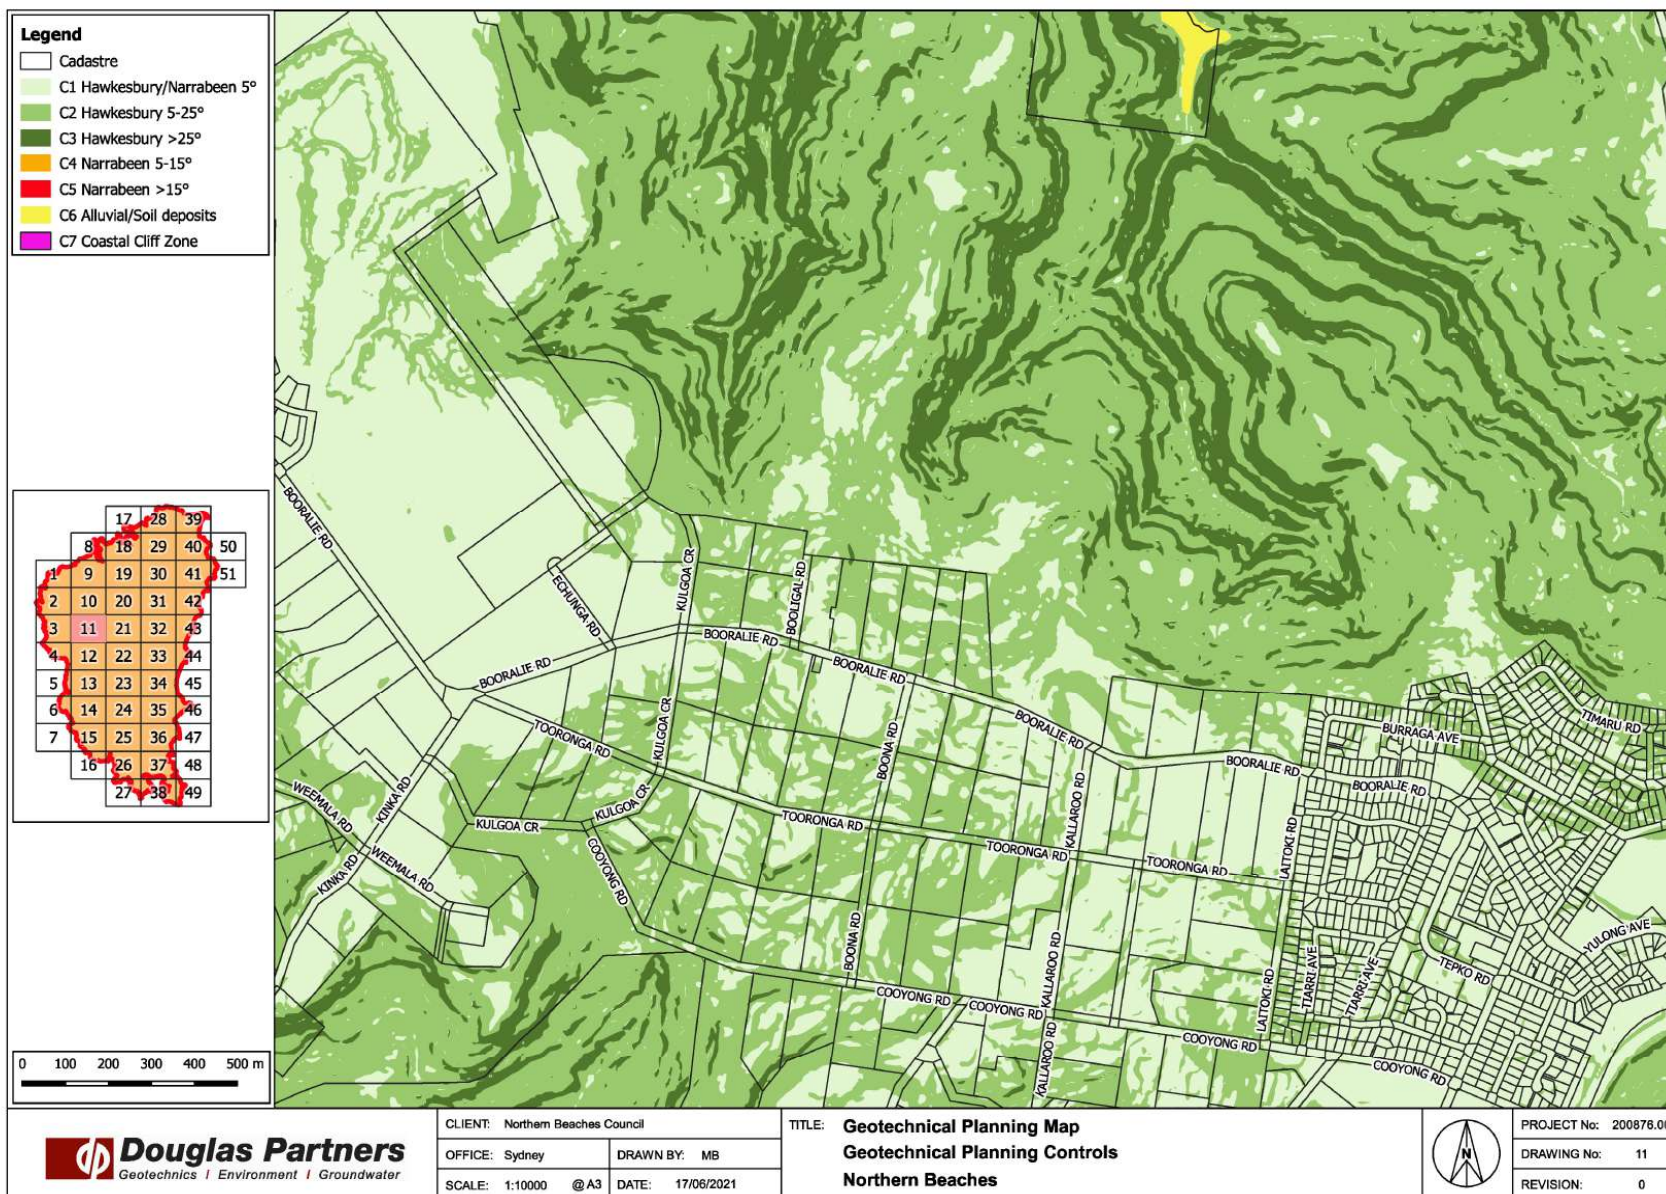 Legend
Cadastre
C1 Hawkesbury/Narrabeen 5°
C2 Hawkesbury 5-25°
C3 Hawkesbury >25°
C4 Narrabeen 5-15°
C5 Narrabeen >15°
C6 Alluvial/Soil deposits
C7 Coastal Cliff Zone
17 28 39
8 18 29 40 50
1 9 19 30 41 51
2 10 20 31 42
3 11 21 32 43
4 12 22 33 44
5 13 23 34 45
6 14 24 35 46
7 15 25 36 47
16 26 37 48
27 38 49
0 100 200 300 400 500 m
BOORALIE RD
ECHUNGA RD
KULGOA CR
BOOLIGAL RD
BOORALIE RD
BOORALIE RD
BOORALIE RD
BOORALIE RD
BOORALIE RD
BOORALIE RD
TIMARU RD
BURRAGA AVE
TOORONGA RD
KULGOA CR
BOONA RD
KALLAROO RD
LAITOKI RD
WEEMALA RD
KINKA RD
KULGOA CR
KULGOA CR
TOORONGA RD
TOORONGA RD
TOORONGA RD
KINKA RD
WEEMALA RD
COOYONG RD
BOONA RD
KALLAROO RD
LAITOKI RD
TIARRI AVE
TIARRI AVE
TEPKO RD
YULONG AVE
COOYONG RD
COOYONG RD
COOYONG RD
COOYONG RD
KALLAROO RD
Douglas Partners
Geotechnics | Environment | Groundwater
CLIENT: Northern Beaches Council
OFFICE: Sydney
DRAWN BY: MB
SCALE: 1:10000 @ A3
DATE: 17/06/2021
TITLE: Geotechnical Planning Map
Geotechnical Planning Controls
Northern Beaches
N
PROJECT No: 200876.0
DRAWING No: 11
REVISION: 0